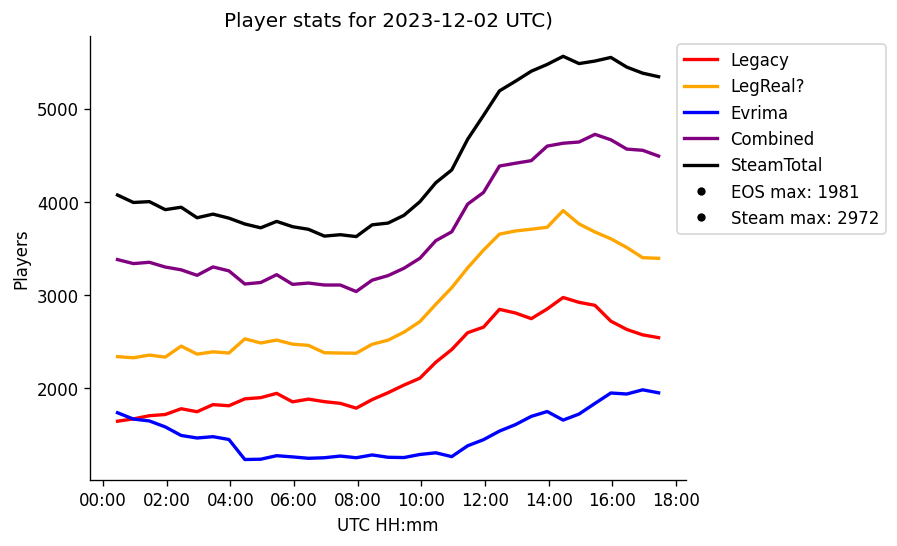 Player stats for 2023-12-02 UTC)
Legacy
LegReal?
Evrima
Combined
SteamTotal
EOS max: 1981
Steam max: 2972
Players
5000
4000
3000
2000
00:00 02:00 04:00 06:00 08:00 10:00 12:00 14:00 16:00 18:00
UTC HH:mm